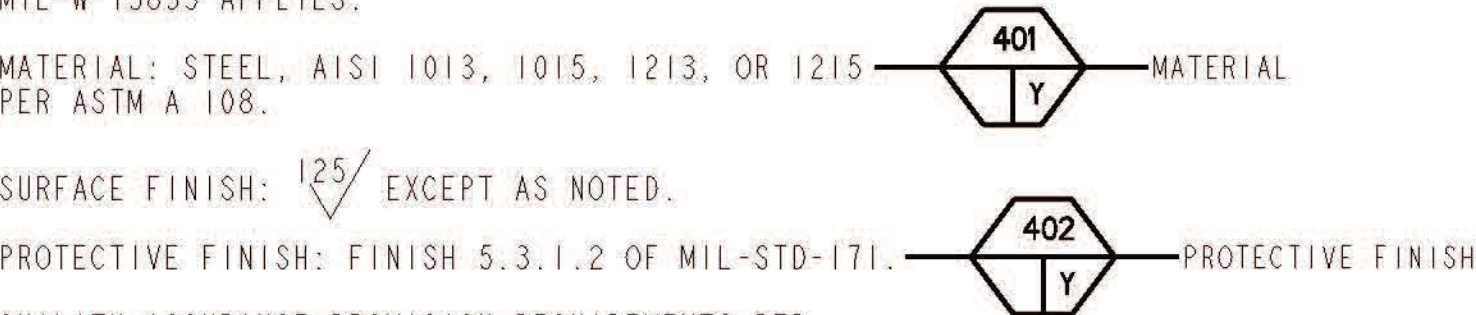 MATERIAL: STEEL, AISI 1013, 1015, 1213, OR 1215 401 Y MATERIAL
PER ASTM A 108.
SURFACE FINISH: 125 EXCEPT AS NOTED.
PROTECTIVE FINISH: FINISH 5.3.1.2 OF MIL-STD-171. 402 Y PROTECTIVE FINISH